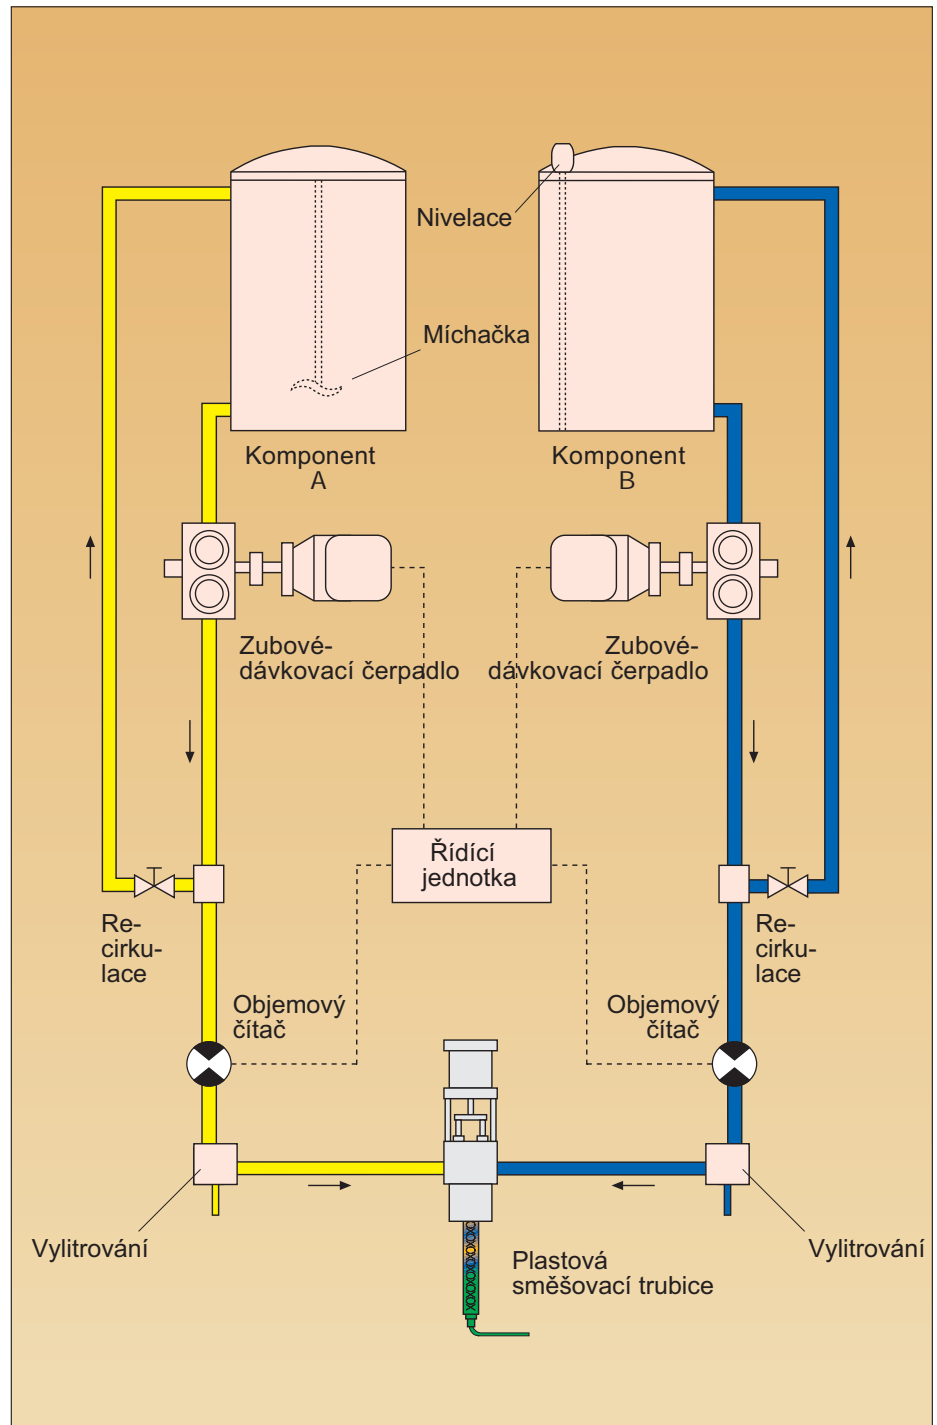 Nivelace
Míchačka
Komponent
A
Komponent
B
Zubové-
dávkovací čerpadlo
Zubové-
dávkovací čerpadlo
Řídící
jednotka
Re-
cirku-
lace
Re-
cirku-
lace
Objemový
čítač
Objemový
čítač
Vylitrování
Plastová
směšovací trubice
Vylitrování